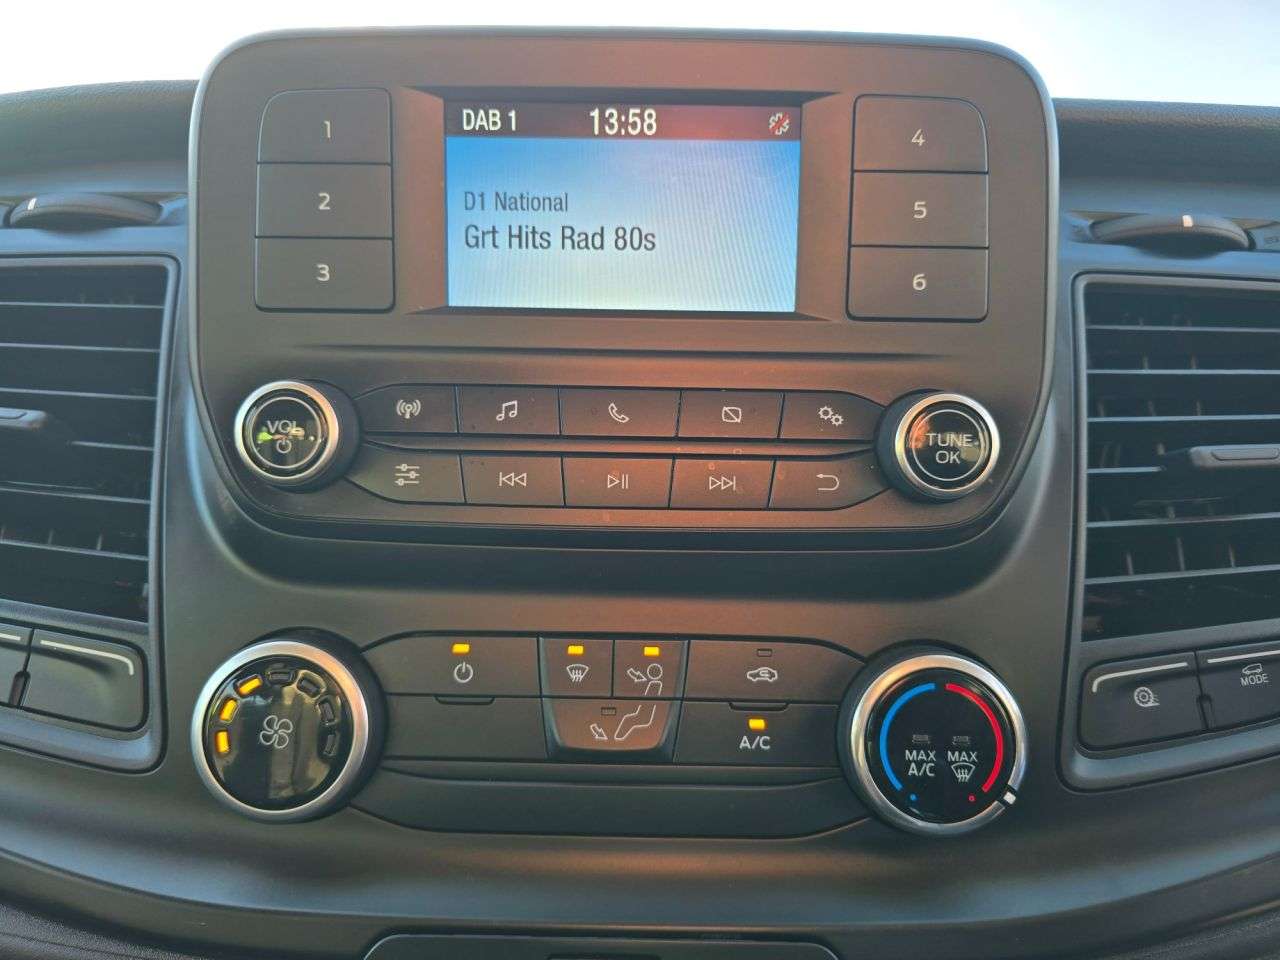 DAB 1 13:58
D1 National
Grt Hits Rad 80s
1
2
3
4
5
6
VOL
TUNE
OK
A/C
MAX
A/C
MAX
MODE